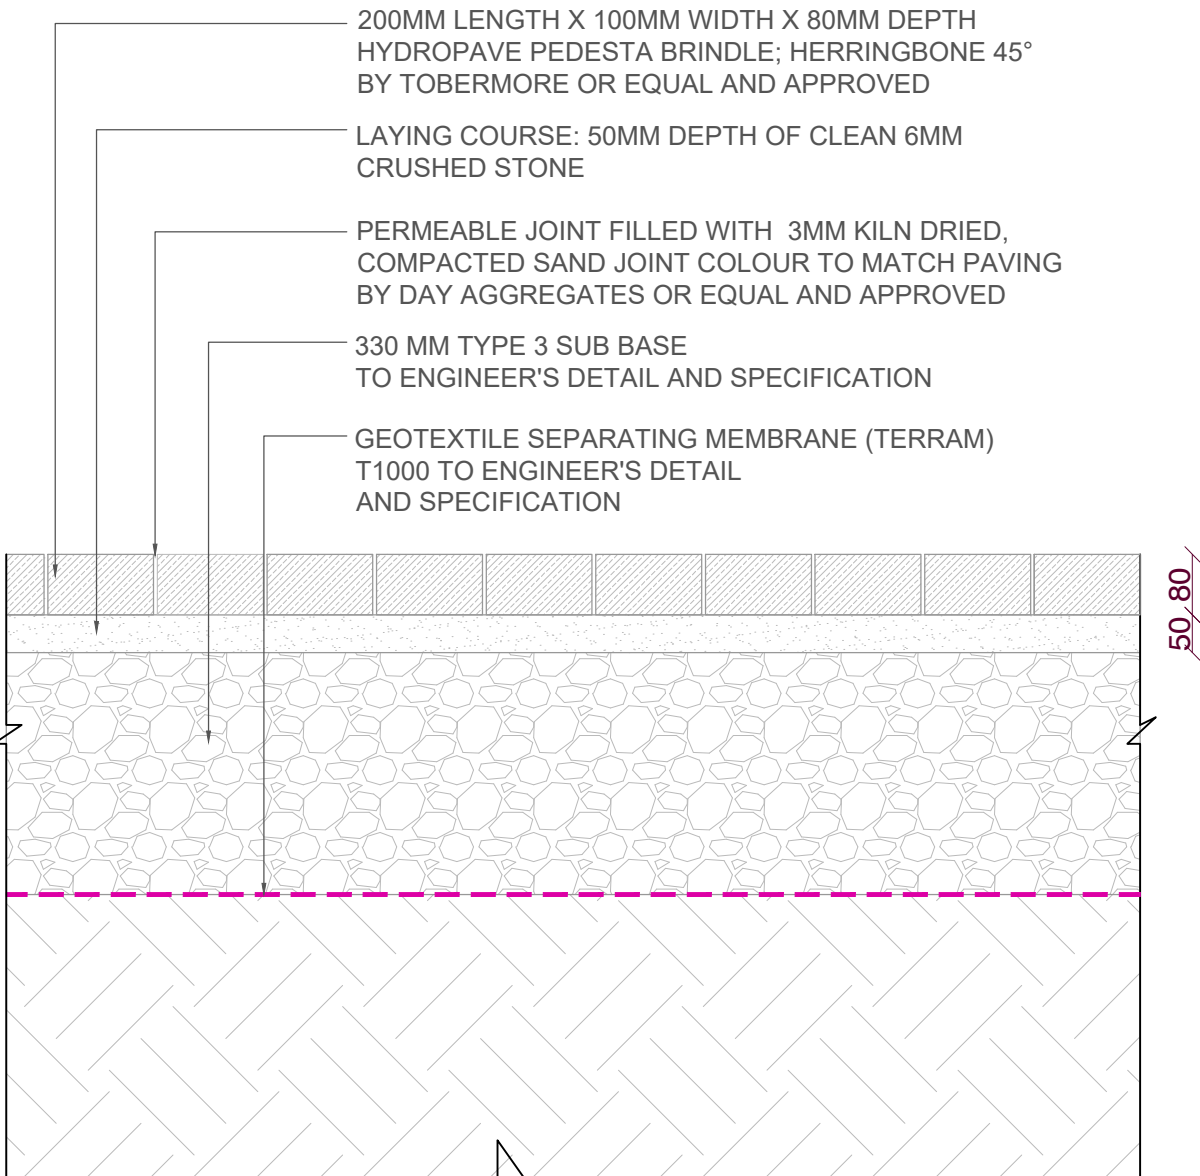 200MM LENGTH X 100MM WIDTH X 80MM DEPTH
HYDROPAVE PEDESTA BRINDLE; HERRINGBONE 45°
BY TOBERMORE OR EQUAL AND APPROVED
LAYING COURSE: 50MM DEPTH OF CLEAN 6MM
CRUSHED STONE
PERMEABLE JOINT FILLED WITH  3MM KILN DRIED,
COMPACTED SAND JOINT COLOUR TO MATCH PAVING
BY DAY AGGREGATES OR EQUAL AND APPROVED
330 MM TYPE 3 SUB BASE
TO ENGINEER'S DETAIL AND SPECIFICATION
GEOTEXTILE SEPARATING MEMBRANE (TERRAM)
T1000 TO ENGINEER'S DETAIL
AND SPECIFICATION
80
50